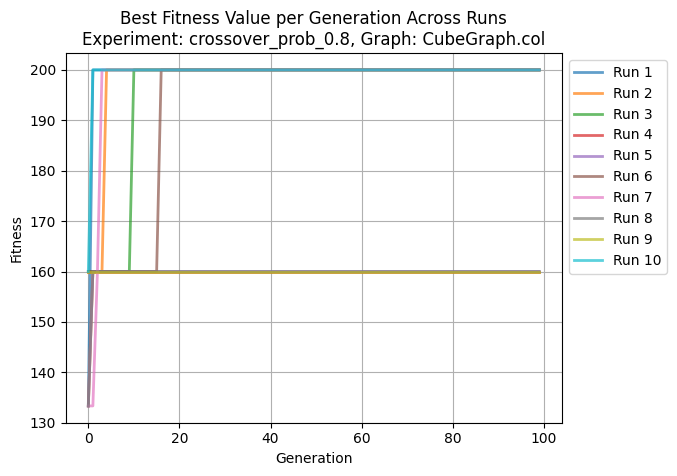 Best Fitness Value per Generation Across Runs
Experiment: crossover_prob_0.8, Graph: CubeGraph.col
Fitness
200
190
180
170
160
150
140
130
0
20
40
60
80
100
Generation
Run 1
Run 2
Run 3
Run 4
Run 5
Run 6
Run 7
Run 8
Run 9
Run 10